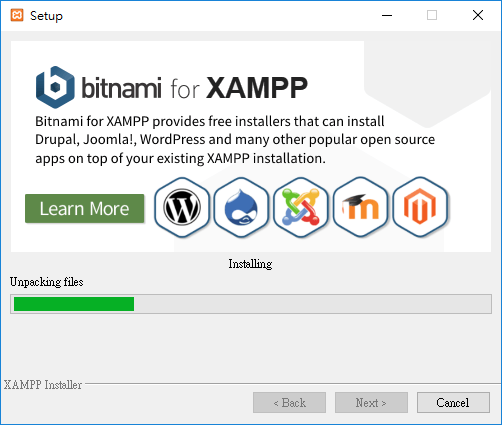 Setup
bitnami for XAMPP
Bitnami for XAMPP provides free installers that can install
Drupal, Joomla!, WordPress and many other popular open source
apps on top of your existing XAMPP installation.
Learn More
Installing
Unpacking files
XAMPP Installer
< Back
Next >
Cancel